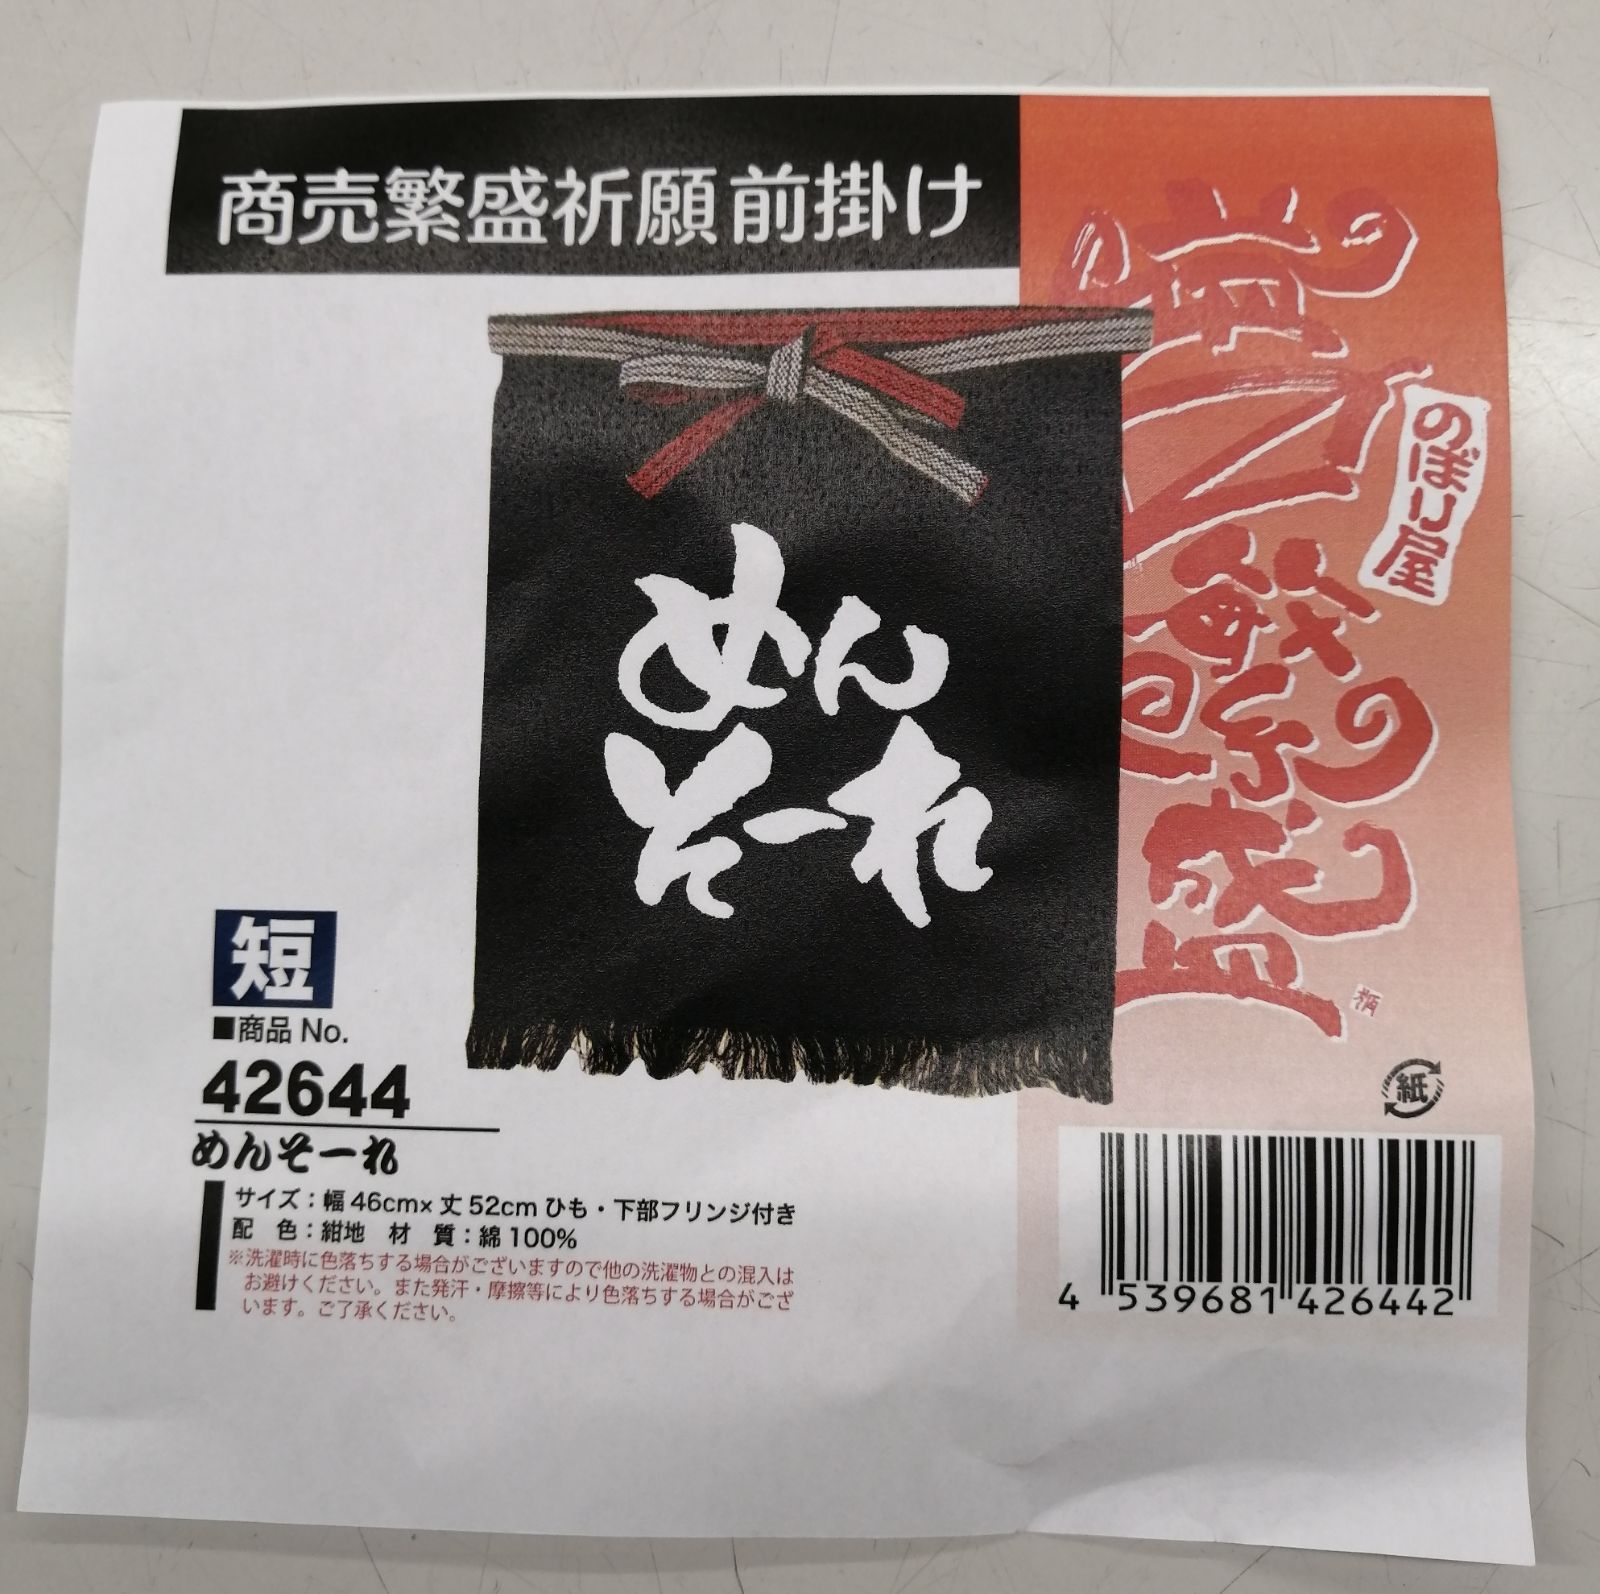 商売繁盛祈願前掛け
商売繁盛
のぼり屋
めん
そーれ
短
■商品 No.
42644
めんそーれ
サイズ：幅 46cm× 丈 52cm ひも・下部フリンジ付き
配 色：紺地 材 質：綿 100%
※洗濯時に色落ちする場合がございますので他の洗濯物との混入は
お避けください。また発汗・摩擦等により色落ちする場合がござ
います。ご了承ください。
紙
4 539681 426442